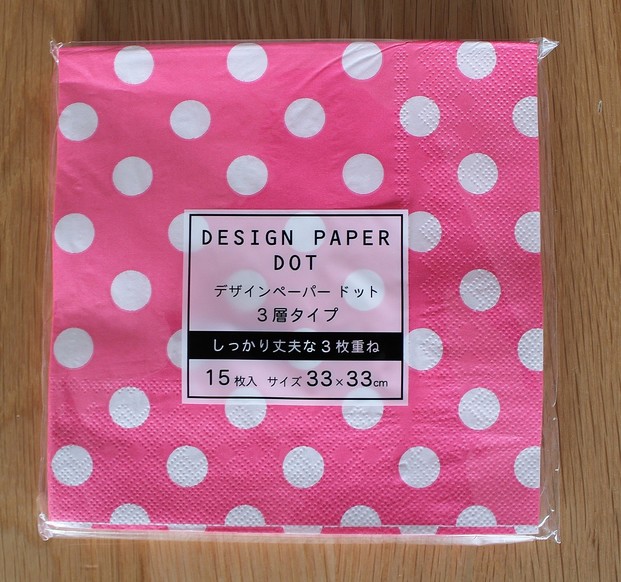 DESIGN PAPER
DOT
デザインペーパー ドット
3層タイプ
しっかり丈夫な3枚重ね
15枚入 サイズ33×33cm